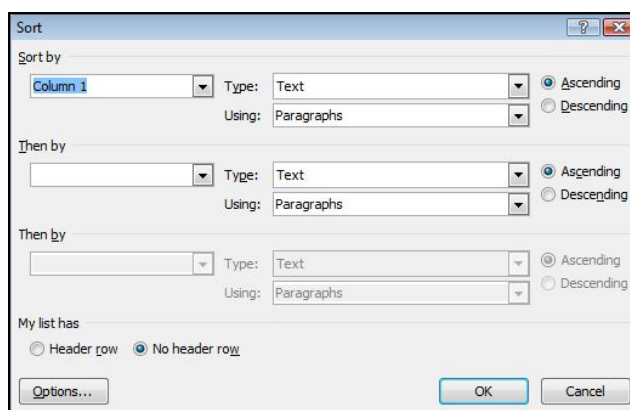 Sort
Sort by
Column 1 Type: Text Ascending
Using: Paragraphs Descending
Then by
Type: Text Ascending
Using: Paragraphs Descending
Then by
Type: Text Ascending
Using: Paragraphs Descending
My list has
Header row No header row
Options... OK Cancel